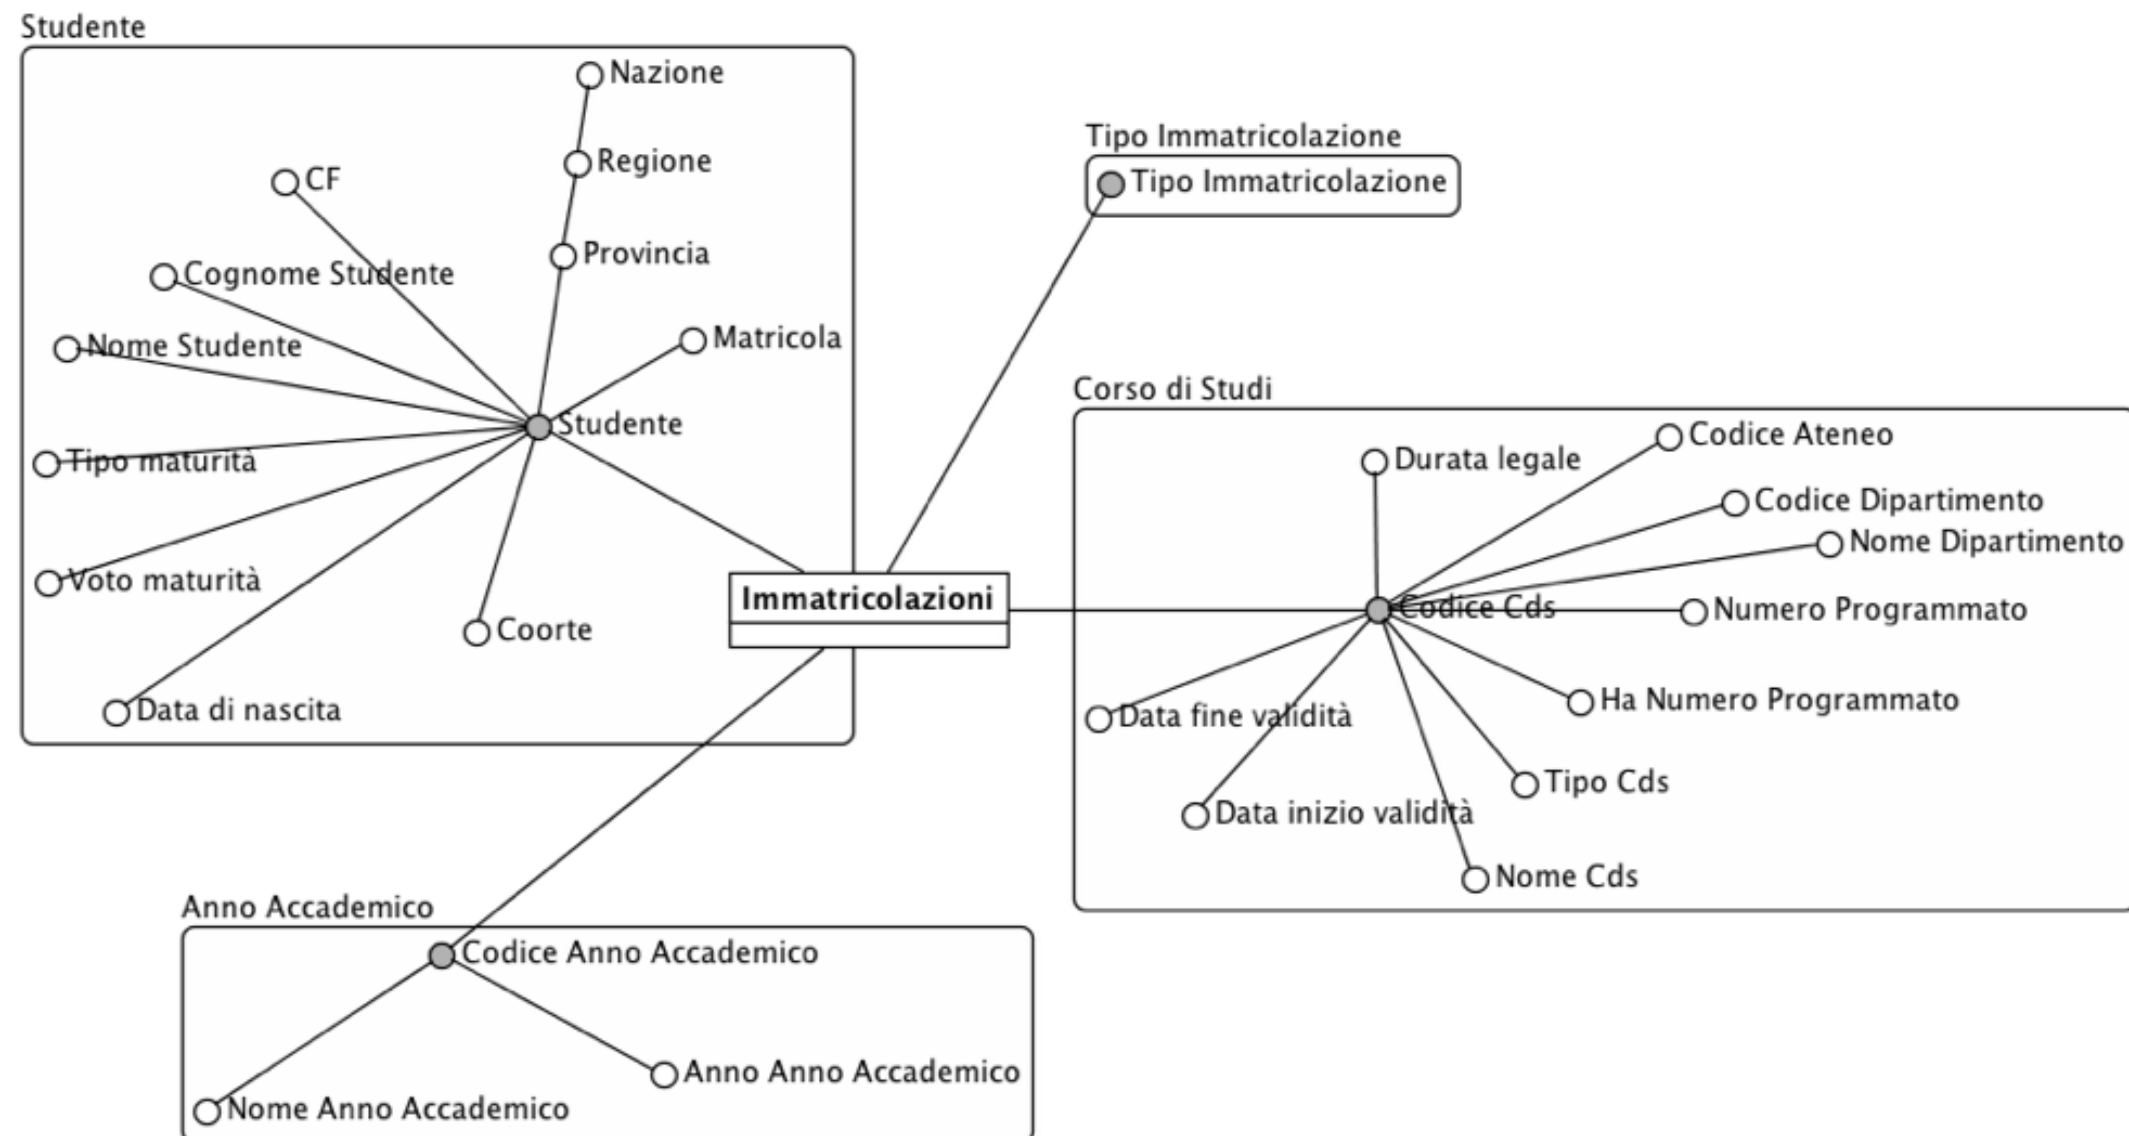 Studente
Nazione
Regione
CF
Provincia
Cognome Studente
Matricola
Nome Studente
Studente
Tipo maturità
Voto maturità
Coorte
Data di nascita
Immatricolazioni
Tipo Immatricolazione
Tipo Immatricolazione
Corso di Studi
Codice Ateneo
Durata legale
Codice Dipartimento
Nome Dipartimento
Codice Cds
Numero Programmato
Ha Numero Programmato
Data fine validità
Tipo Cds
Data inizio validità
Nome Cds
Anno Accademico
Codice Anno Accademico
Anno Anno Accademico
Nome Anno Accademico